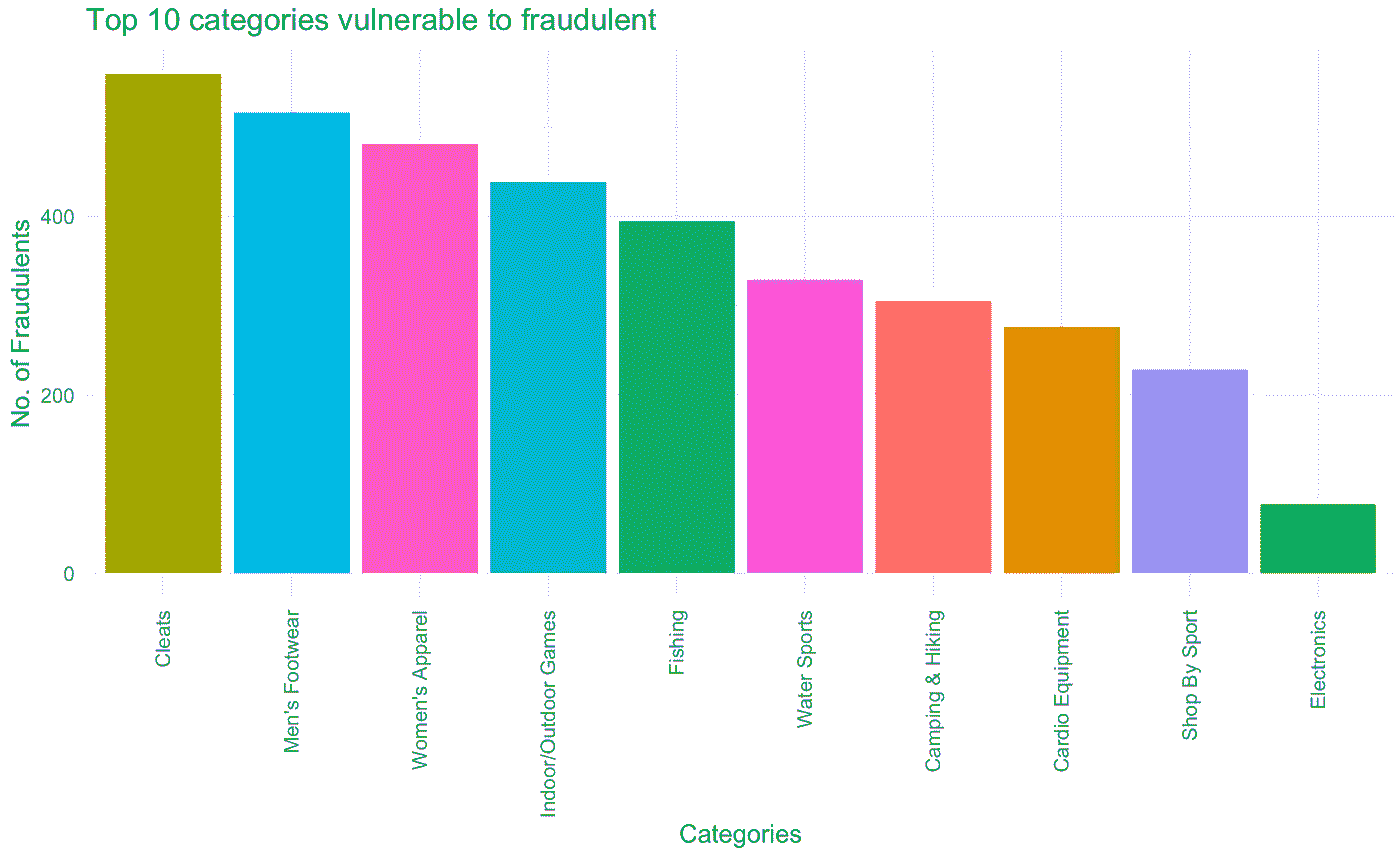 Top 10 categories vulnerable to fraudulent
No. of Fraudulents
400
200
0
Cleats
Men's Footwear
Women's Apparel
Indoor/Outdoor Games
Fishing
Water Sports
Camping & Hiking
Cardio Equipment
Shop By Sport
Electronics
Categories